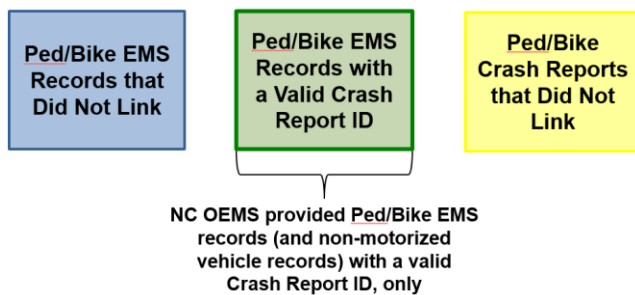 Ped/Bike EMS
Records that
Did Not Link
Ped/Bike EMS
Records with
a Valid Crash
Report ID
Ped/Bike
Crash Reports
that Did Not
Link
NC OEMS provided Ped/Bike EMS
records (and non-motorized
vehicle records) with a valid
Crash Report ID, only